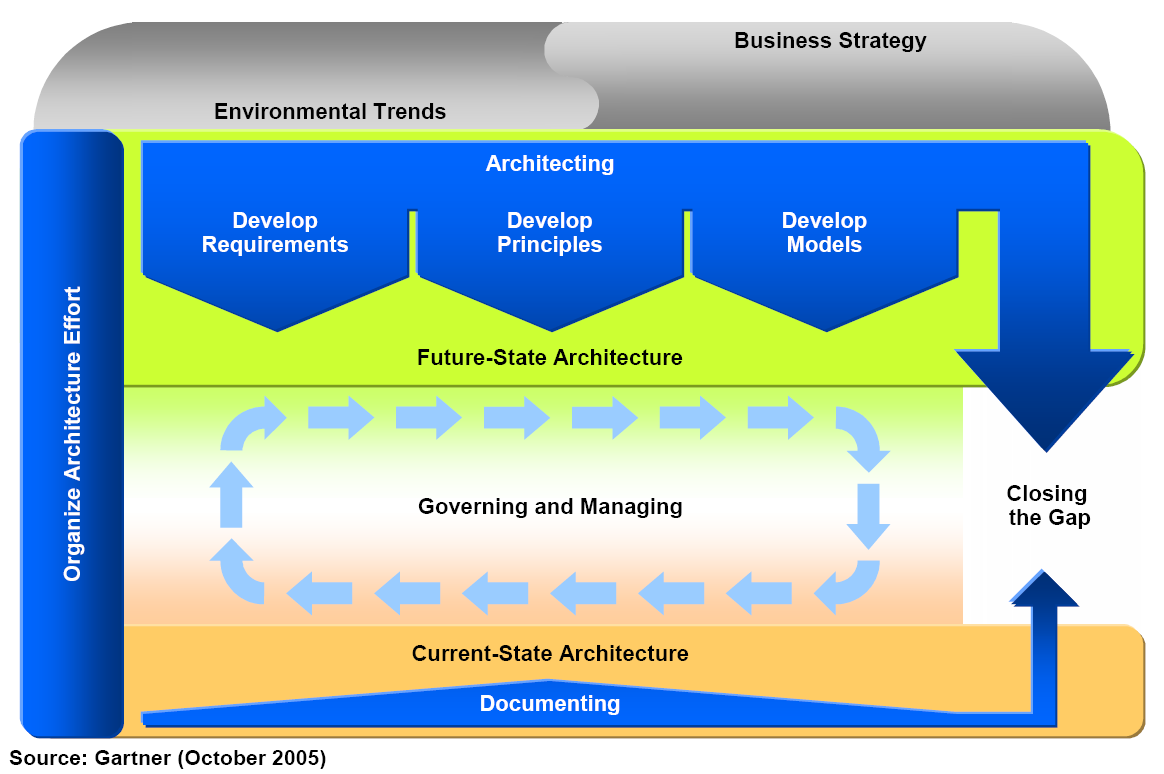 Business Strategy
Environmental Trends
Architecting
Develop
Requirements
Develop
Principles
Develop
Models
Organize Architecture Effort
Future-State Architecture
Governing and Managing
Closing
the Gap
Current-State Architecture
Documenting
Source: Gartner (October 2005)